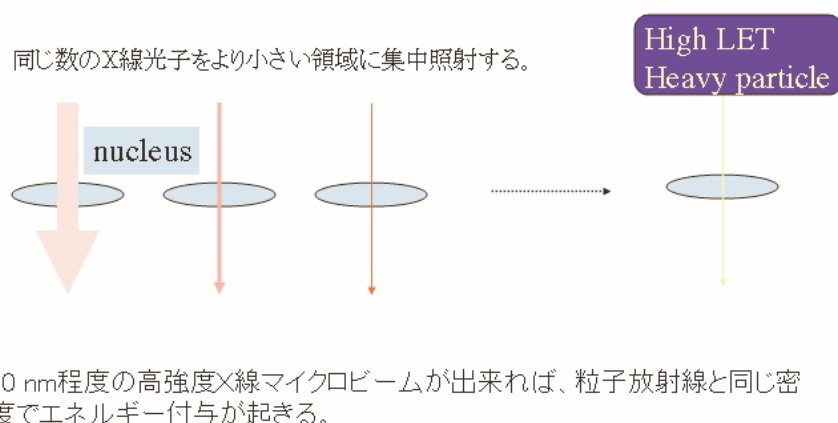 同じ数のX線光子をより小さい領域に集中照射する。
High LET
Heavy particle
nucleus
0 nm程度の高強度X線マイクロビームが出来れば、粒子放射線と同じ密
度でエネルギー付与が起きる。